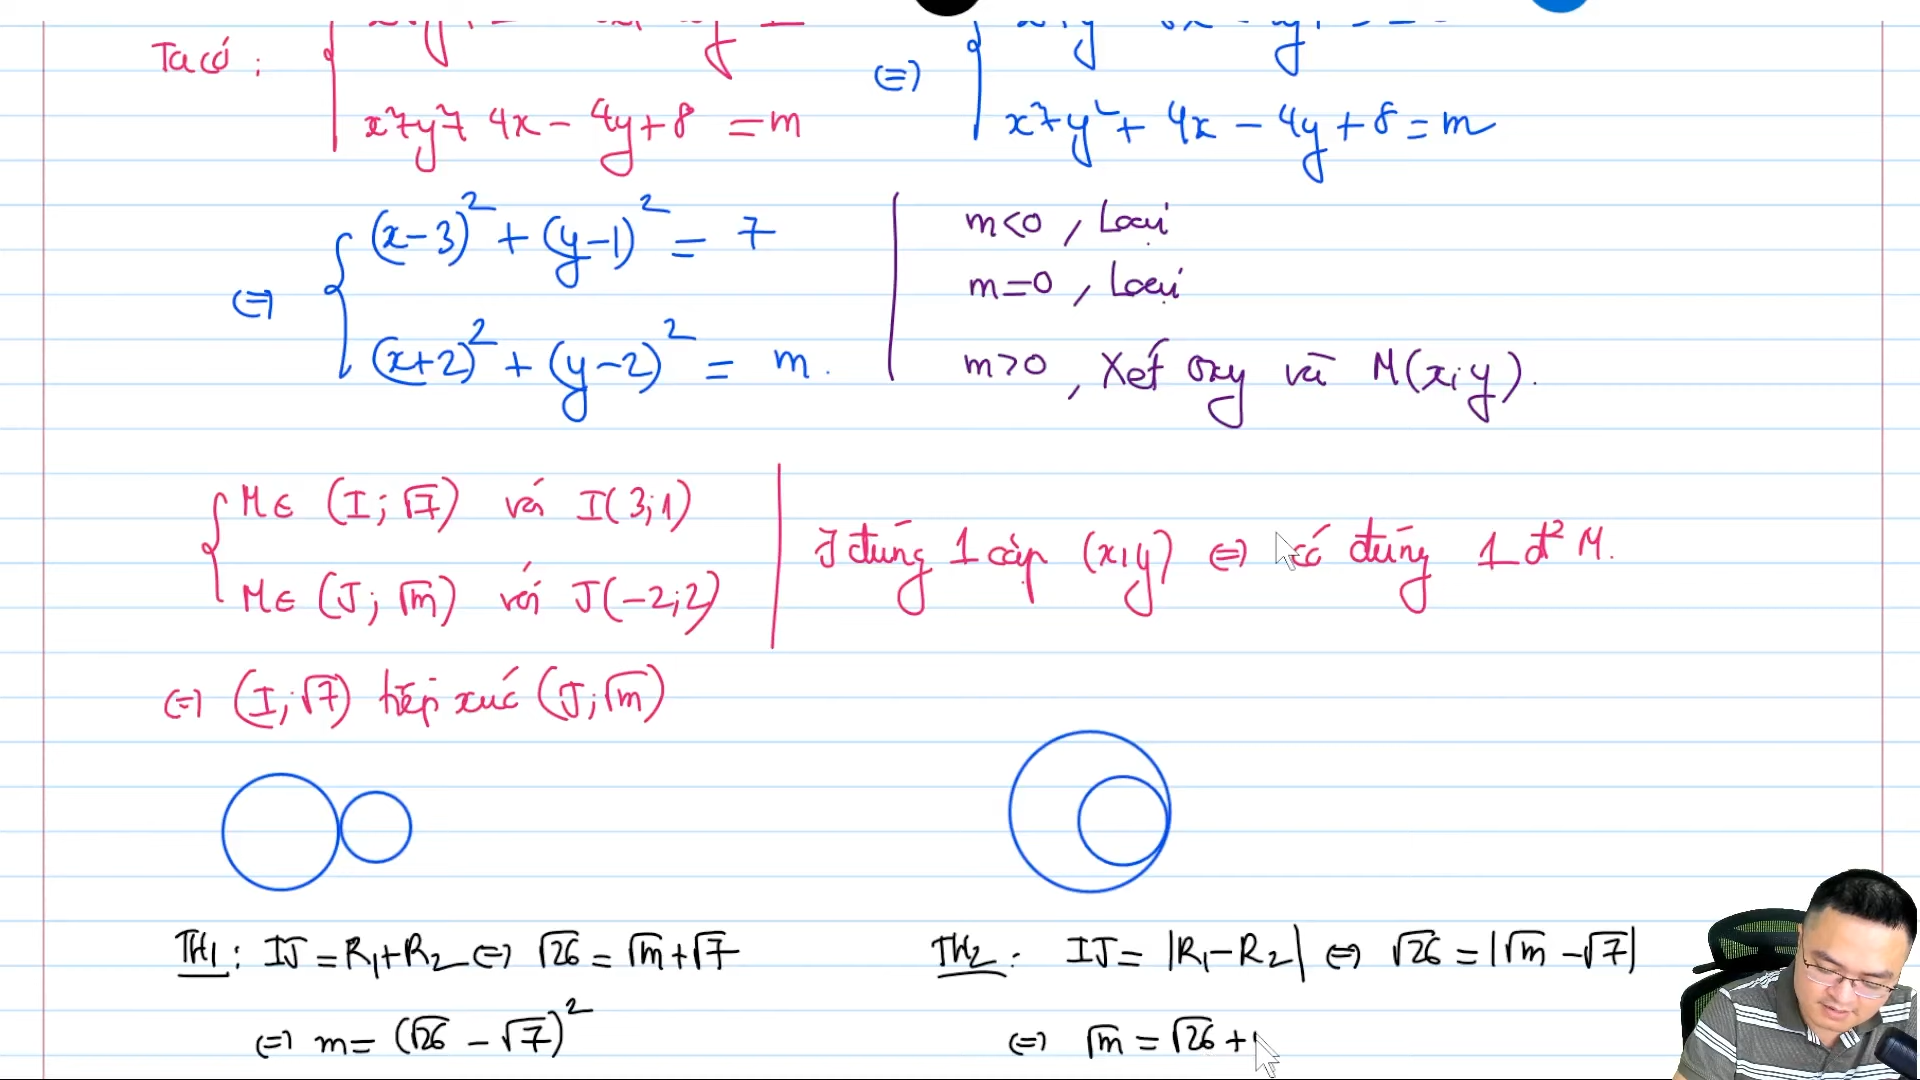 Ta có :
x²+y²+ 4x - 4y + 8 = m
⇔
x²+y²+ 4x - 4y + 8 = m
⇔ (x-3)² + (y-1)² = 7
(x+2)² + (y-2)² = m.
m<0, Loại
m=0, Loại
m>0, Xét Oxy và M(x;y).
M∈ (I; √7) với I(3;1)
M∈ (J; √m) với J(-2;2)
∃ đúng 1 cặp (x;y) ⇔ có đúng 1 đ² M.
⇔ (I;√7) tiếp xúc (J;√m)
TH1: IJ = R₁+R₂ ⇔ √26 = √m+√7
⇔ m= (√26 - √7)²
TH2: IJ = |R₁-R₂| ⇔ √26 = |√m - √7|
⇔ √m = √26 +